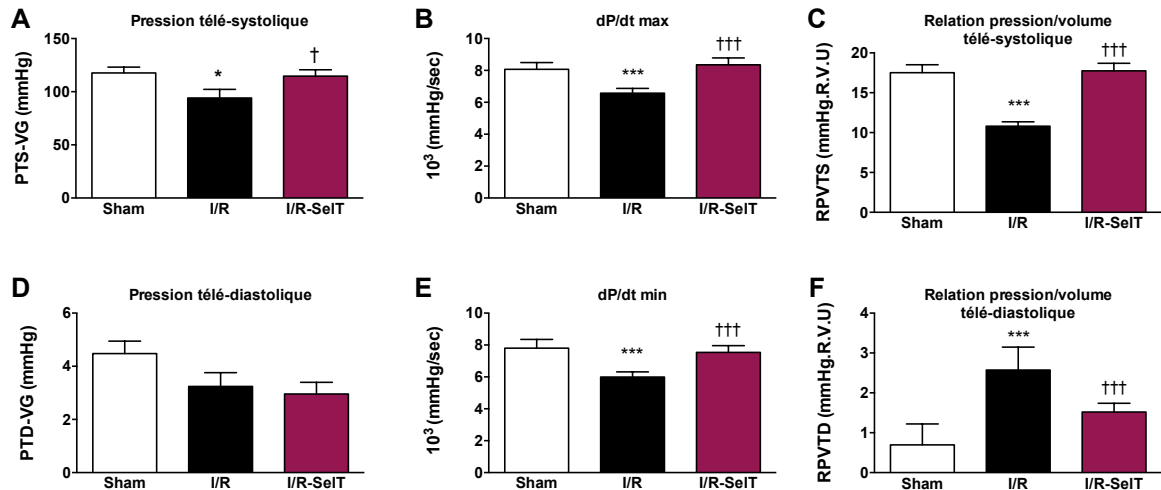 A
Pression télé-systolique
PTS-VG (mmHg)
150
100
50
0
*
†
Sham
I/R
I/R-SelT
B
dP/dt max
10³ (mmHg/sec)
10
8
6
4
2
0
***
†††
Sham
I/R
I/R-SelT
C
Relation pression/volume
télé-systolique
RPVTS (mmHg.R.V.U)
20
15
10
5
0
***
†††
Sham
I/R
I/R-SelT
D
Pression télé-diastolique
PTD-VG (mmHg)
6
4
2
0
Sham
I/R
I/R-SelT
E
dP/dt min
10³ (mmHg/sec)
10
8
6
4
2
0
***
†††
Sham
I/R
I/R-SelT
F
Relation pression/volume
télé-diastolique
RPVTD (mmHg.R.V.U)
4
3
2
1
0
***
†††
Sham
I/R
I/R-SelT